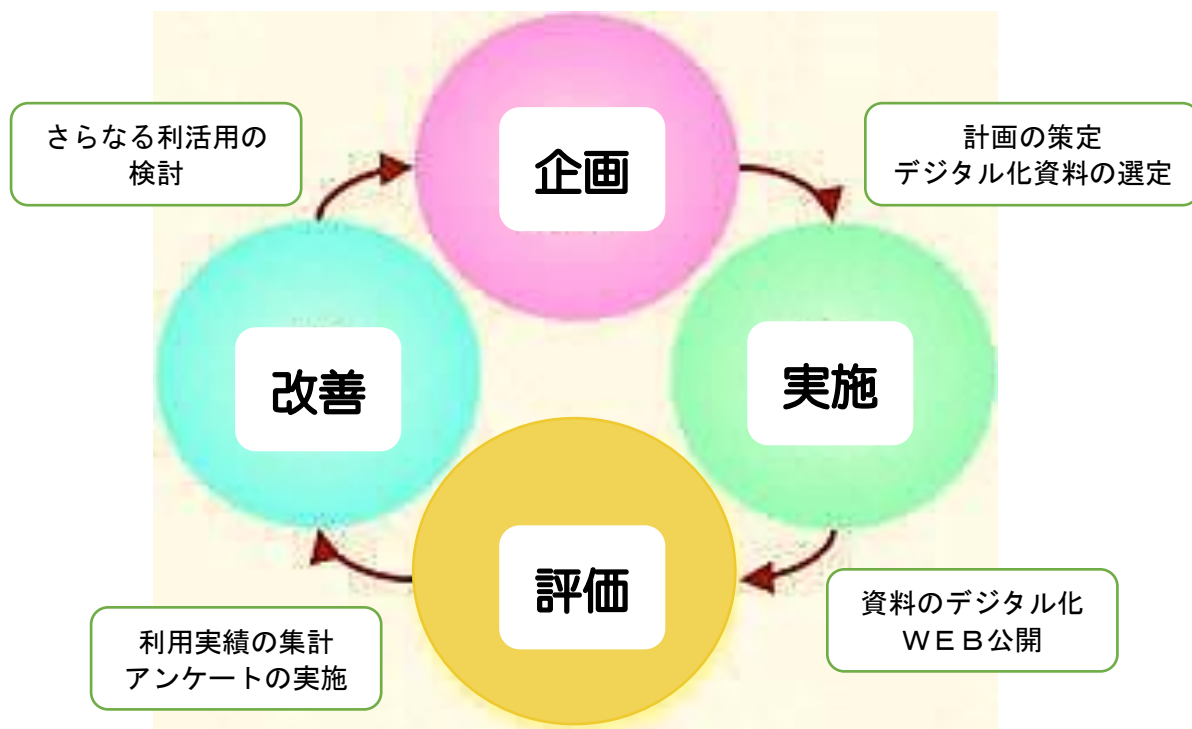 企画
さらなる利活用の
検討
計画の策定
デジタル化資料の選定
改善
実施
評価
資料のデジタル化
ＷＥＢ公開
利用実績の集計
アンケートの実施